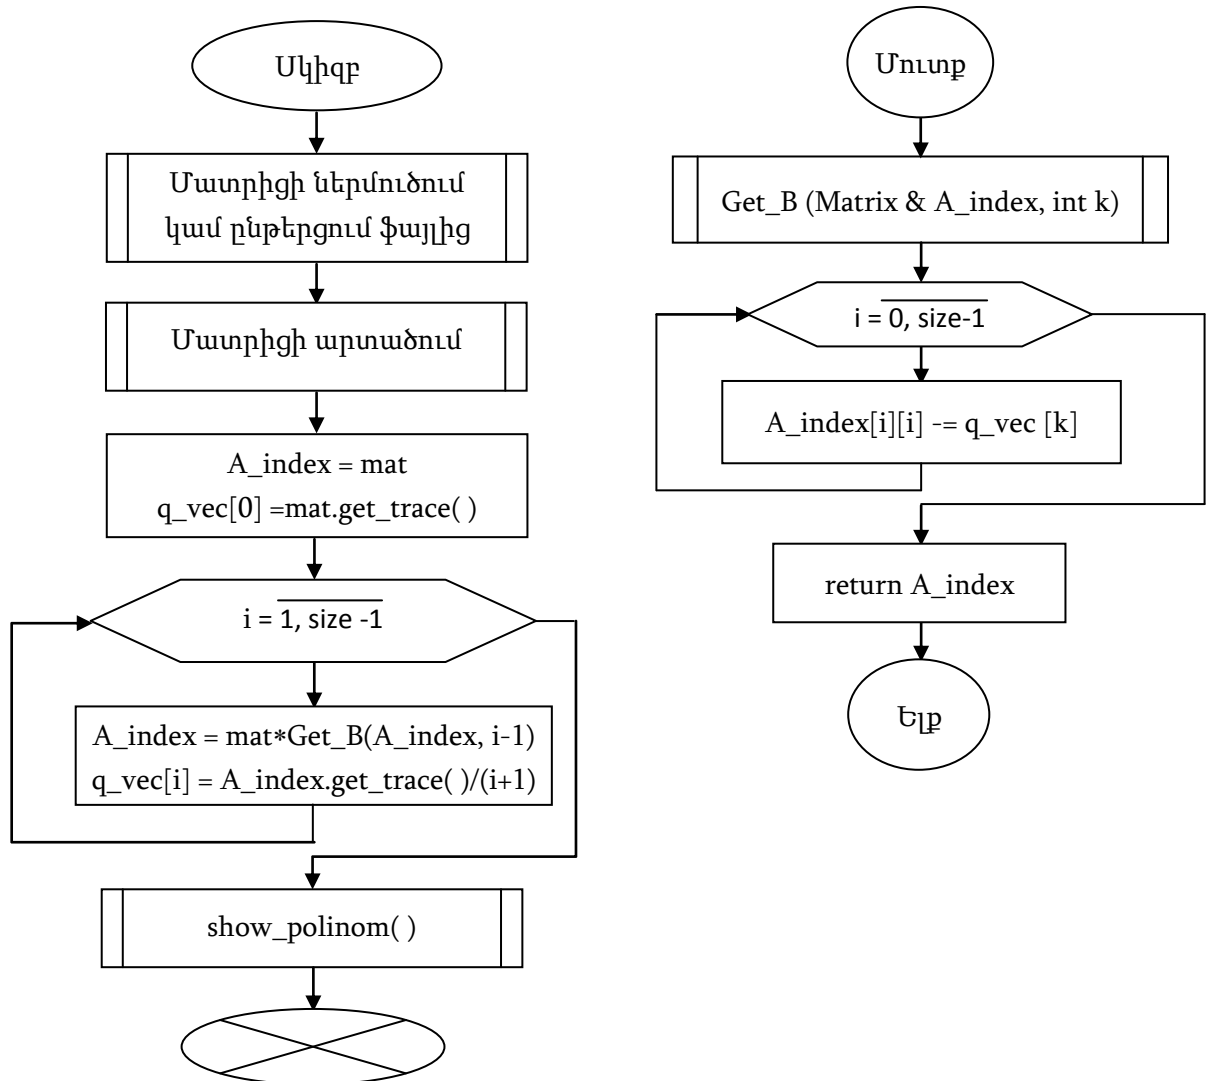 Սկիզբ
Մատրիցի ներմուծում
կամ ընթերցում ֆայլից
Մատրիցի արտածում
A_index = mat
q_vec[0] =mat.get_trace( )
i = 1, size -1
A_index = mat*Get_B(A_index, i-1)
q_vec[i] = A_index.get_trace( )/(i+1)
show_polinom( )
Մուտք
Get_B (Matrix & A_index, int k)
i = 0, size-1
A_index[i][i] -= q_vec [k]
return A_index
Ելք